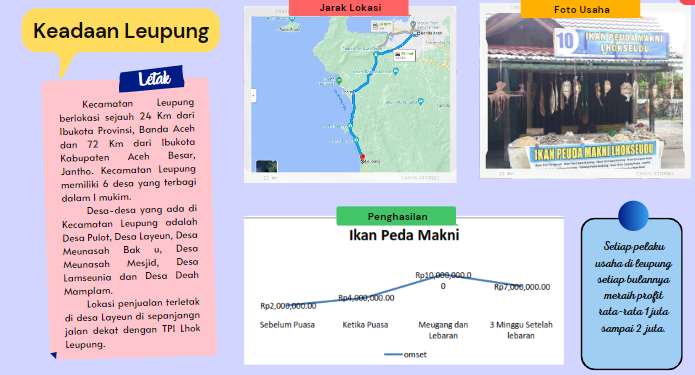 Keadaan Leupung
Letak
Kecamatan Leupung
berlokasi sejauh 24 Km dari
Ibukota Provinsi, Banda Aceh
dan 72 Km dari Ibukota
Kabupaten Aceh Besar,
Jantho. Kecamatan Leupung
memiliki 6 desa yang terbagi
dalam 1 mukim.
Desa-desa yang ada di
Kecamatan Leupung adalah
Desa Pulot, Desa Layeun, Desa
Meunasah Bak u, Desa
Meunasah Mesjid, Desa
Lamseunia dan Desa Deah
Mamplam.
Lokasi penjualan terletak
di desa Layeun di sepanjangn
jalan dekat dengan TPI Lhok
Leupung.
Jarak Lokasi
Banda Aceh
Foto Usaha
10 IKAN PEUDA MAKNI
LHOKSEUDU
IKAN PEUDA MAKNI LHOKSEUDU
Penghasilan
Ikan Peda Makni
Rp2,000,000.00
Rp4,000,000.00
Rp10,000,000.0
0
Rp7,000,000.00
Sebelum Puasa
Ketika Puasa
Meugang dan
Lebaran
3 Minggu Setelah
lebaran
omset
Setiap pelaku
usaha di leupung
setiap bulannya
meraih profit
rata-rata 1 juta
sampai 2 juta.